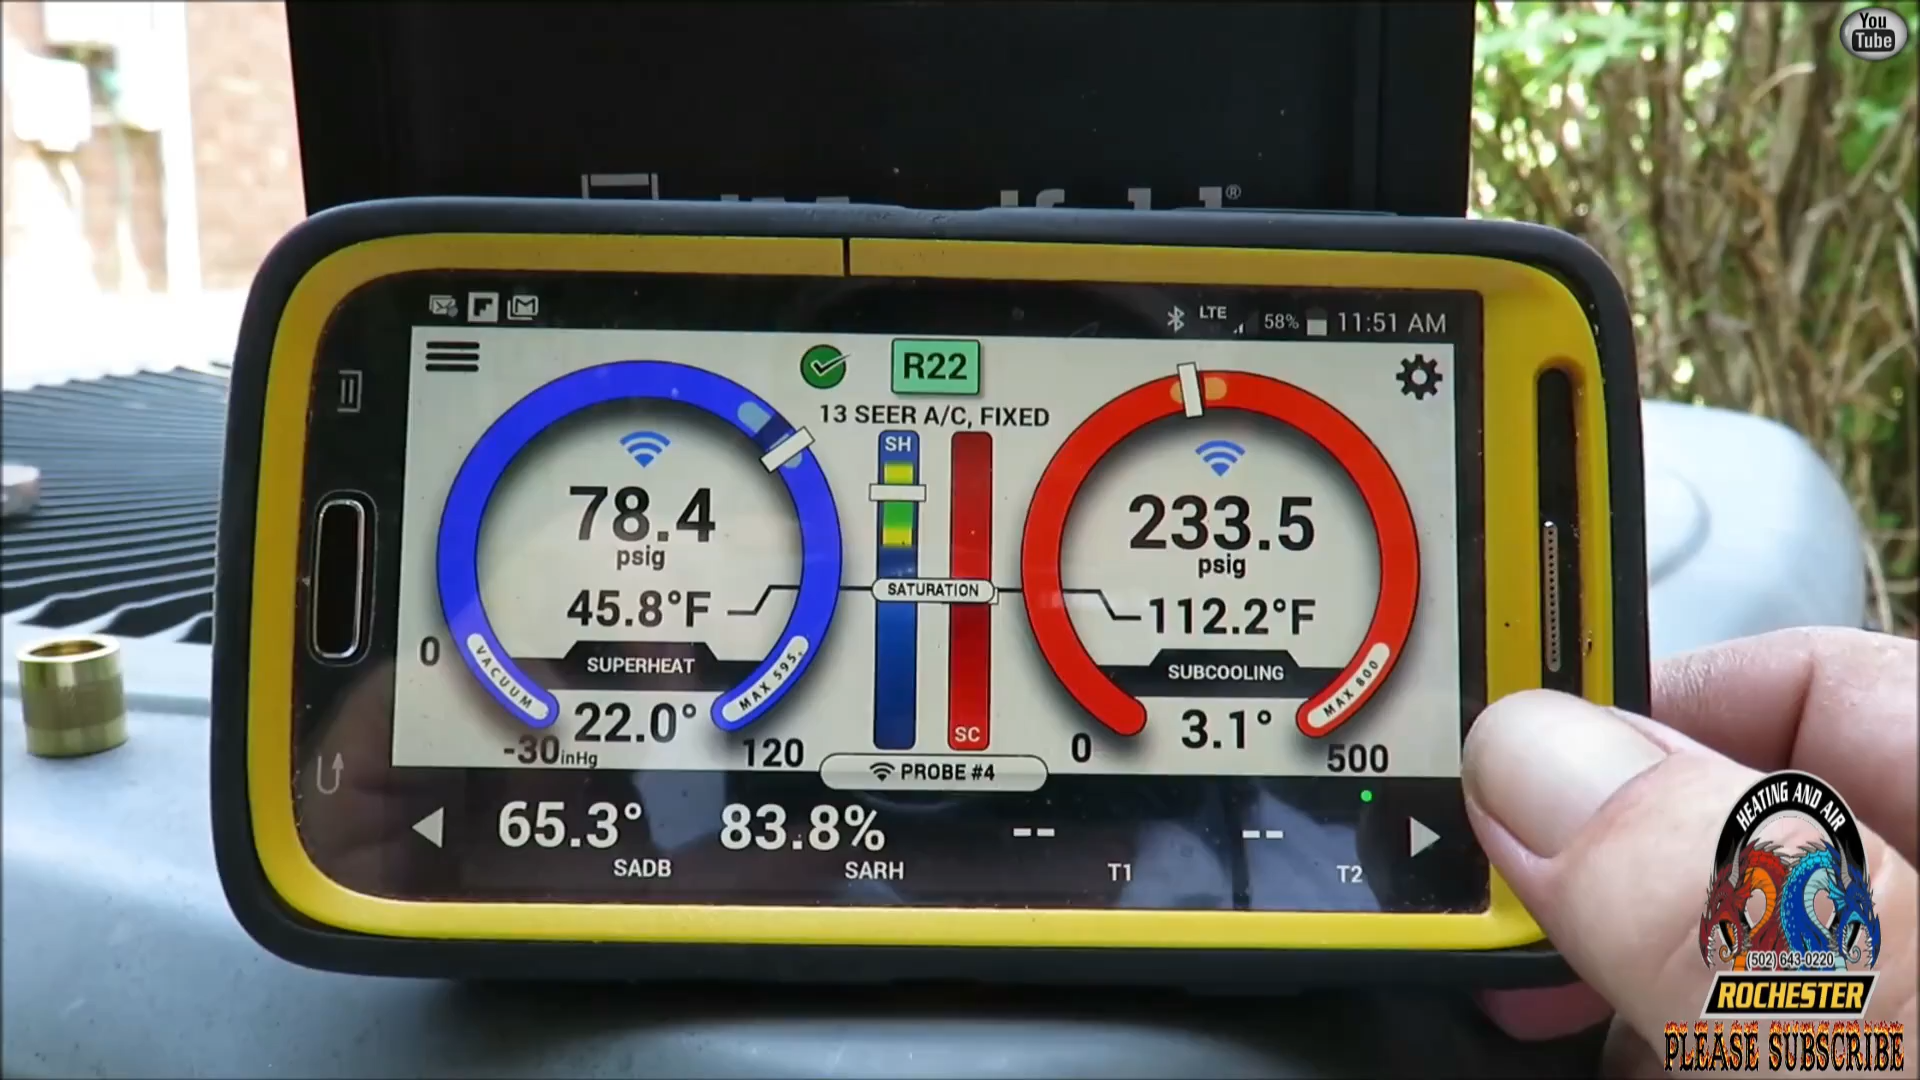 You
Tube
LTE 58% 11:51 AM
R22
13 SEER A/C, FIXED
SH
78.4
psig
45.8°F
SATURATION
233.5
psig
112.2°F
0
VACUUM
SUPERHEAT
MAX 595
22.0°
-30inHg
120
SC
SUBCOOLING
MAX 800
3.1°
0
500
PROBE #4
65.3°
SADB
83.8%
SARH
--
T1
--
T2
HEATING AND AIR
(502) 643-0220
ROCHESTER
PLEASE SUBSCRIBE